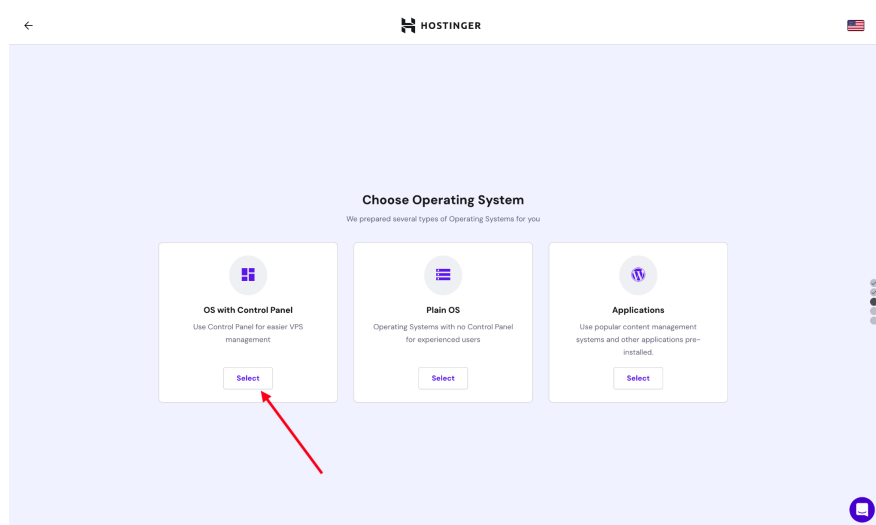 HOSTINGER
Choose Operating System
We prepared several types of Operating Systems for you
OS with Control Panel
Use Control Panel for easier VPS
management
Select
Plain OS
Operating Systems with no Control Panel
for experienced users
Select
Applications
Use popular content management
systems and other applications pre-
installed.
Select